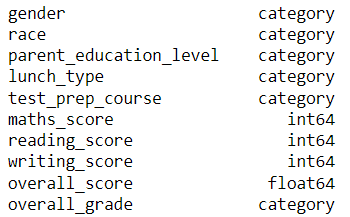 gender category
race category
parent_education_level category
lunch_type category
test_prep_course category
maths_score int64
reading_score int64
writing_score int64
overall_score float64
overall_grade category